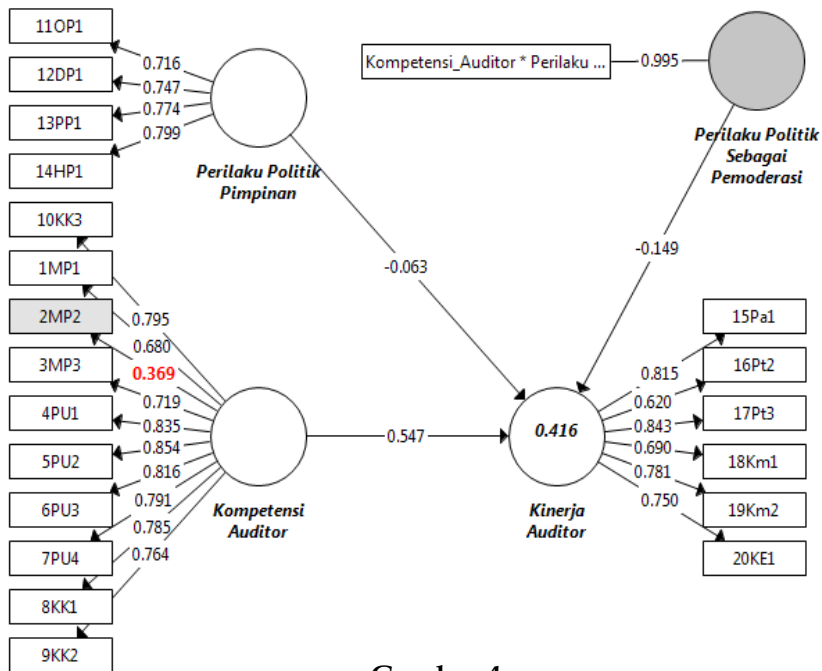 11OP1
12DP1
13PP1
14HP1
0.716
0.747
0.774
0.799
Perilaku Politik
Pimpinan
Kompetensi_Auditor * Perilaku ...
0.995
Perilaku Politik
Sebagai
Pemoderasi
-0.063
-0.149
10KK3
1MP1
2MP2
3MP3
4PU1
5PU2
6PU3
7PU4
8KK1
9KK2
0.795
0.680
0.369
0.719
0.835
0.854
0.816
0.791
0.785
0.764
Kompetensi
Auditor
0.547
0.416
Kinerja
Auditor
0.815
0.620
0.843
0.690
0.781
0.750
15Pa1
16Pt2
17Pt3
18Km1
19Km2
20KE1